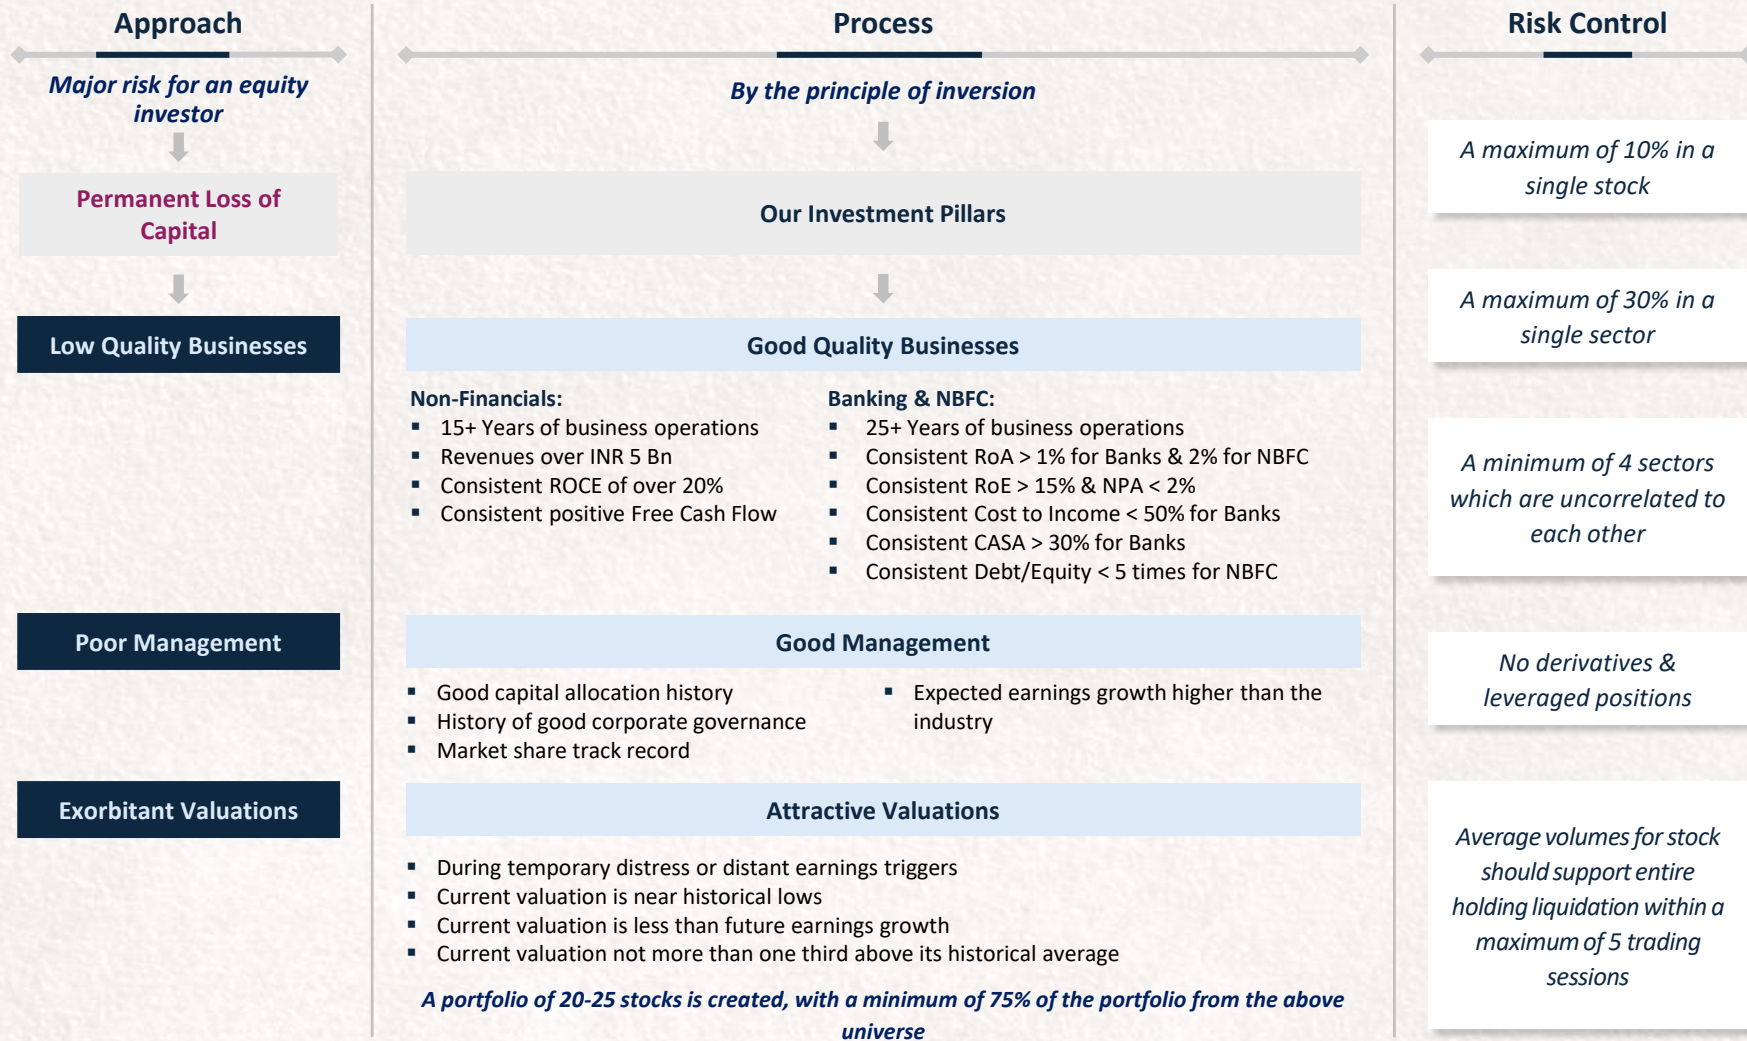 Approach
Major risk for an equity
investor
Permanent Loss of
Capital
Low Quality Businesses
Poor Management
Exorbitant Valuations
Process
By the principle of inversion
Our Investment Pillars
Good Quality Businesses
Non-Financials:
▪ 15+ Years of business operations
▪ Revenues over INR 5 Bn
▪ Consistent ROCE of over 20%
▪ Consistent positive Free Cash Flow
Banking & NBFC:
▪ 25+ Years of business operations
▪ Consistent RoA > 1% for Banks & 2% for NBFC
▪ Consistent RoE > 15% & NPA < 2%
▪ Consistent Cost to Income < 50% for Banks
▪ Consistent CASA > 30% for Banks
▪ Consistent Debt/Equity < 5 times for NBFC
Good Management
▪ Good capital allocation history
▪ History of good corporate governance
▪ Market share track record
▪ Expected earnings growth higher than the
industry
Attractive Valuations
▪ During temporary distress or distant earnings triggers
▪ Current valuation is near historical lows
▪ Current valuation is less than future earnings growth
▪ Current valuation not more than one third above its historical average
A portfolio of 20-25 stocks is created, with a minimum of 75% of the portfolio from the above
universe
Risk Control
A maximum of 10% in a
single stock
A maximum of 30% in a
single sector
A minimum of 4 sectors
which are uncorrelated to
each other
No derivatives &
leveraged positions
Average volumes for stock
should support entire
holding liquidation within a
maximum of 5 trading
sessions